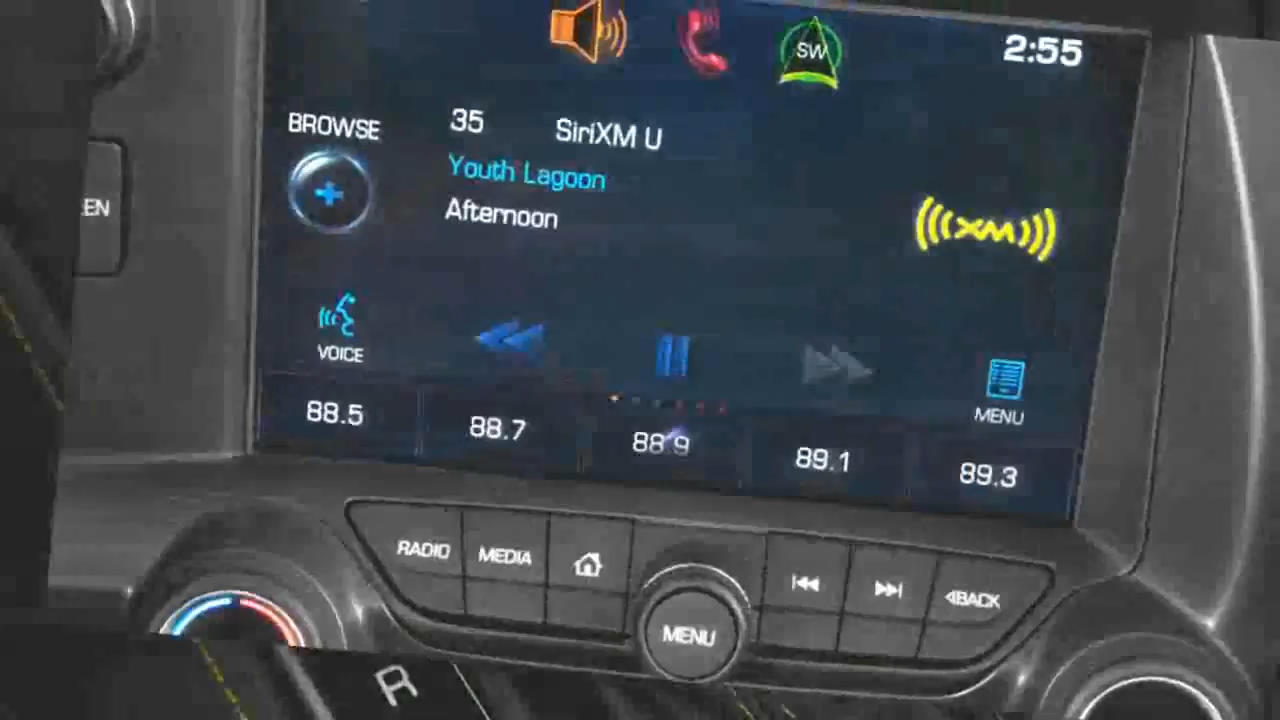 SW
2:55
BROWSE
35 SiriXM U
Youth Lagoon
Afternoon
((( XM )))
EN
VOICE
MENU
88.5 88.7 88.9 89.1 89.3
RADIO MEDIA BACK
MENU
R